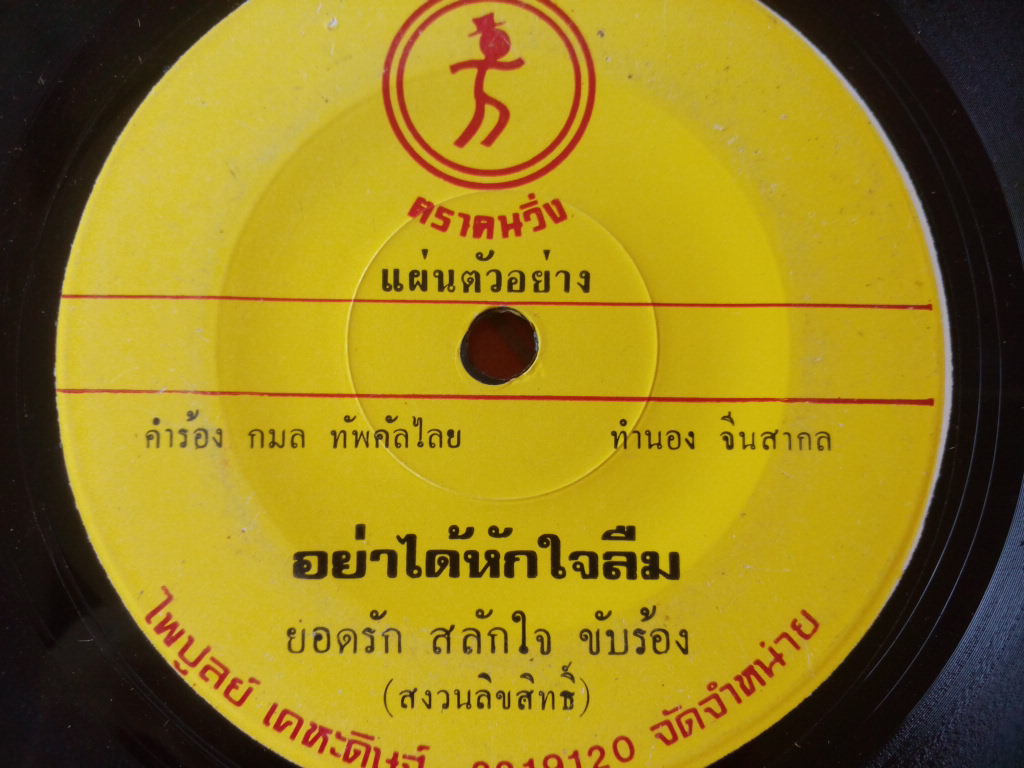 ตราคนวิ่ง
แผ่นตัวอย่าง
คำร้อง กมล ทัพคัลไลย ทำนอง จีนสากล
อย่าได้หักใจลืม
ยอดรัก สลักใจ ขับร้อง
(สงวนลิขสิทธิ์)
ไพบูลย์ เคหะดิษฐ์ 19120 จัดจำหน่าย